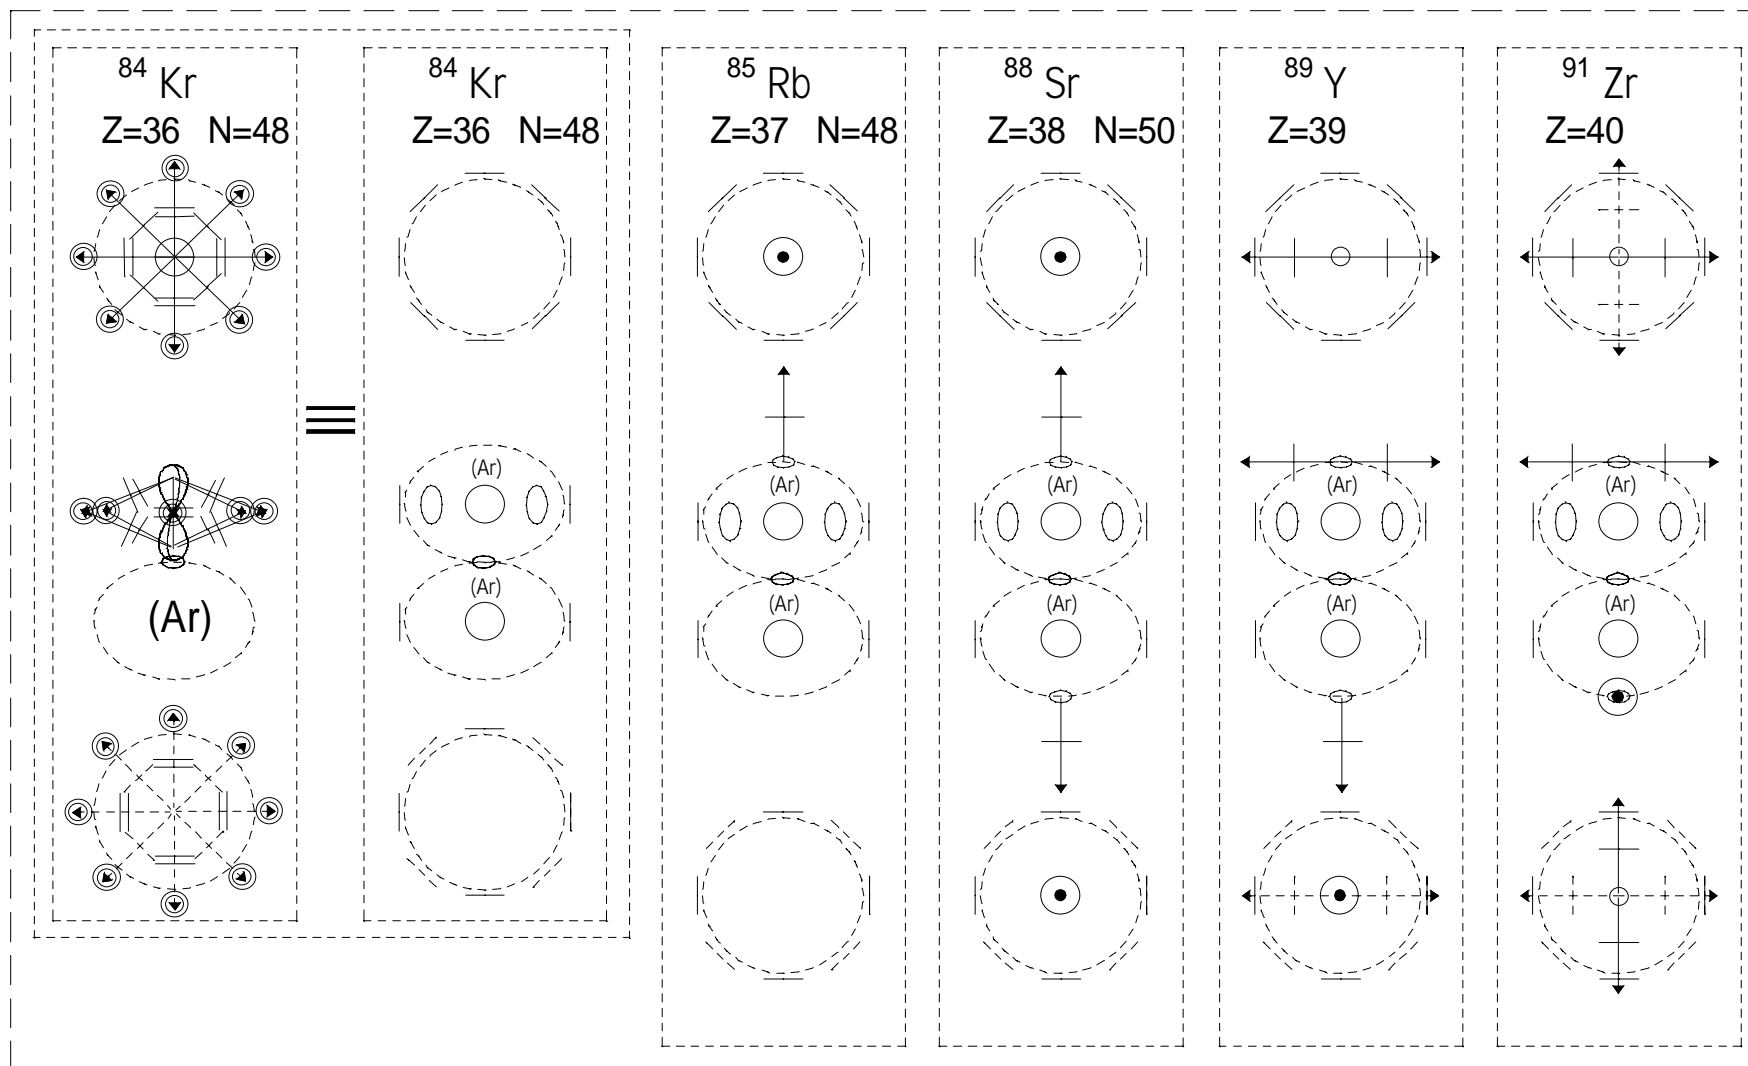 84 Kr
Z=36 N=48
(Ar)
84 Kr
Z=36 N=48
(Ar)
(Ar)
85 Rb
Z=37 N=48
(Ar)
(Ar)
88 Sr
Z=38 N=50
(Ar)
(Ar)
89 Y
Z=39
(Ar)
(Ar)
91 Zr
Z=40
(Ar)
(Ar)